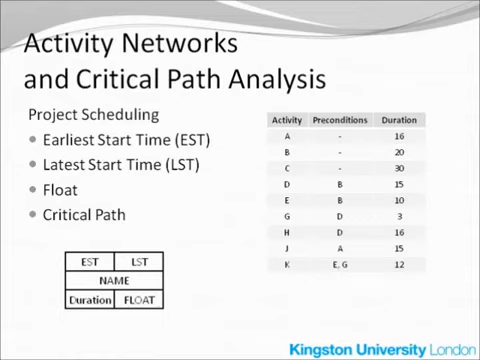 Activity Networks
and Critical Path Analysis
Project Scheduling
Earliest Start Time (EST)
Latest Start Time (LST)
Float
Critical Path
EST LST
NAME
Duration FLOAT
Activity Preconditions Duration
A - 16
B - 20
C - 30
D B 15
E B 10
G D 3
H D 16
J A 15
K E, G 12
Kingston University London